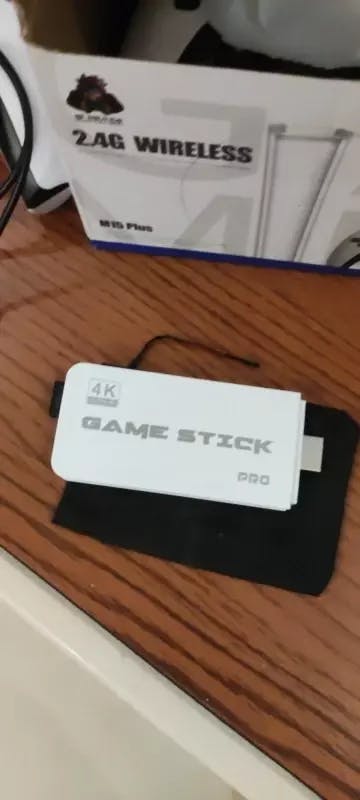 2.4G WIRELESS
M15 Plus
4K
GAME STICK
PRO